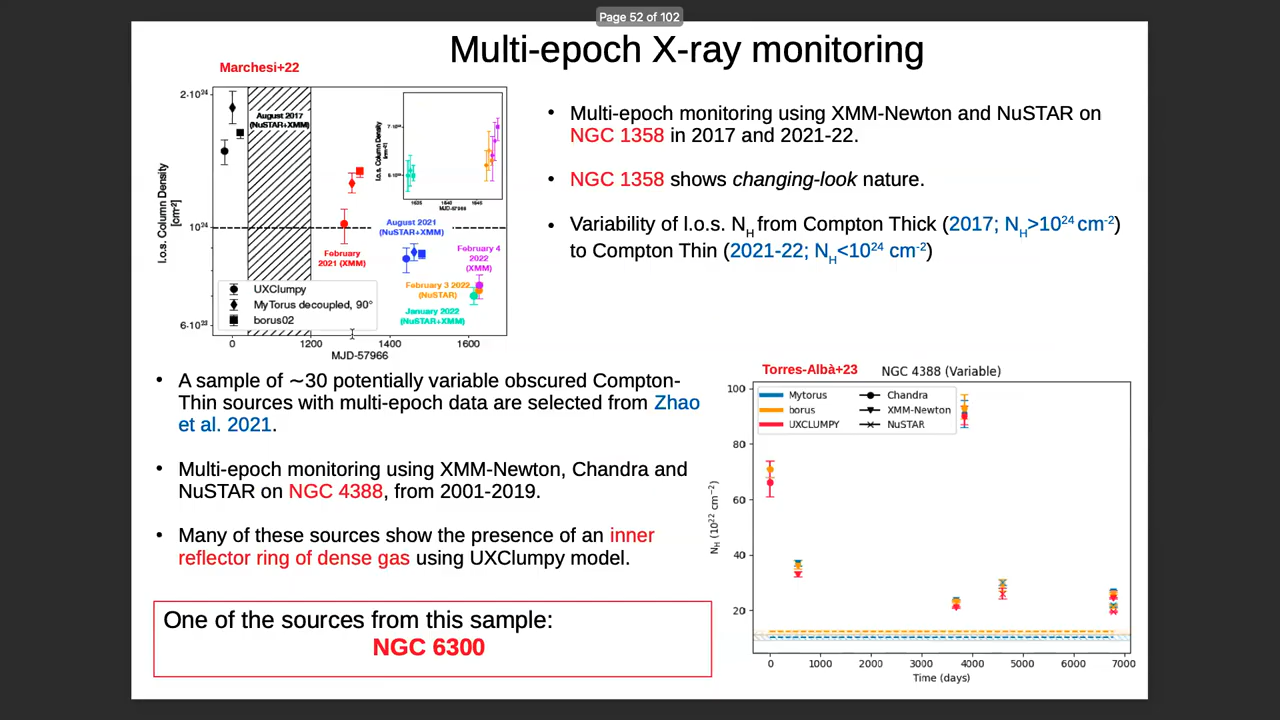 Page 52 of 102
Multi-epoch X-ray monitoring
Marchesi+22
2·10²⁴
10²⁴
6·10²³
L.o.s. Column Density
[cm⁻²]
August 2017
(NuSTAR+XMM)
February
2021 (XMM)
August 2021
(NuSTAR+XMM)
February 4
2022
(XMM)
February 3 2022
(NuSTAR)
January 2022
(NuSTAR+XMM)
UXClumpy
MyTorus decoupled, 90°
borus02
0 1200 1400 1600
MJD-57966
L.o.s. Column Density
1635 1640 1645
MJD-57966
• Multi-epoch monitoring using XMM-Newton and NuSTAR on
NGC 1358 in 2017 and 2021-22.
• NGC 1358 shows changing-look nature.
• Variability of l.o.s. N_H from Compton Thick (2017; N_H>10²⁴ cm⁻²)
to Compton Thin (2021-22; N_H<10²⁴ cm⁻²)
• A sample of ~30 potentially variable obscured Compton-
Thin sources with multi-epoch data are selected from Zhao
et al. 2021.
• Multi-epoch monitoring using XMM-Newton, Chandra and
NuSTAR on NGC 4388, from 2001-2019.
• Many of these sources show the presence of an inner
reflector ring of dense gas using UXClumpy model.
One of the sources from this sample:
NGC 6300
Torres-Albà+23
NGC 4388 (Variable)
Mytorus
borus
UXCLUMPY
Chandra
XMM-Newton
NuSTAR
100
80
60
40
20
N_H (10²² cm⁻²)
0 1000 2000 3000 4000 5000 6000 7000
Time (days)